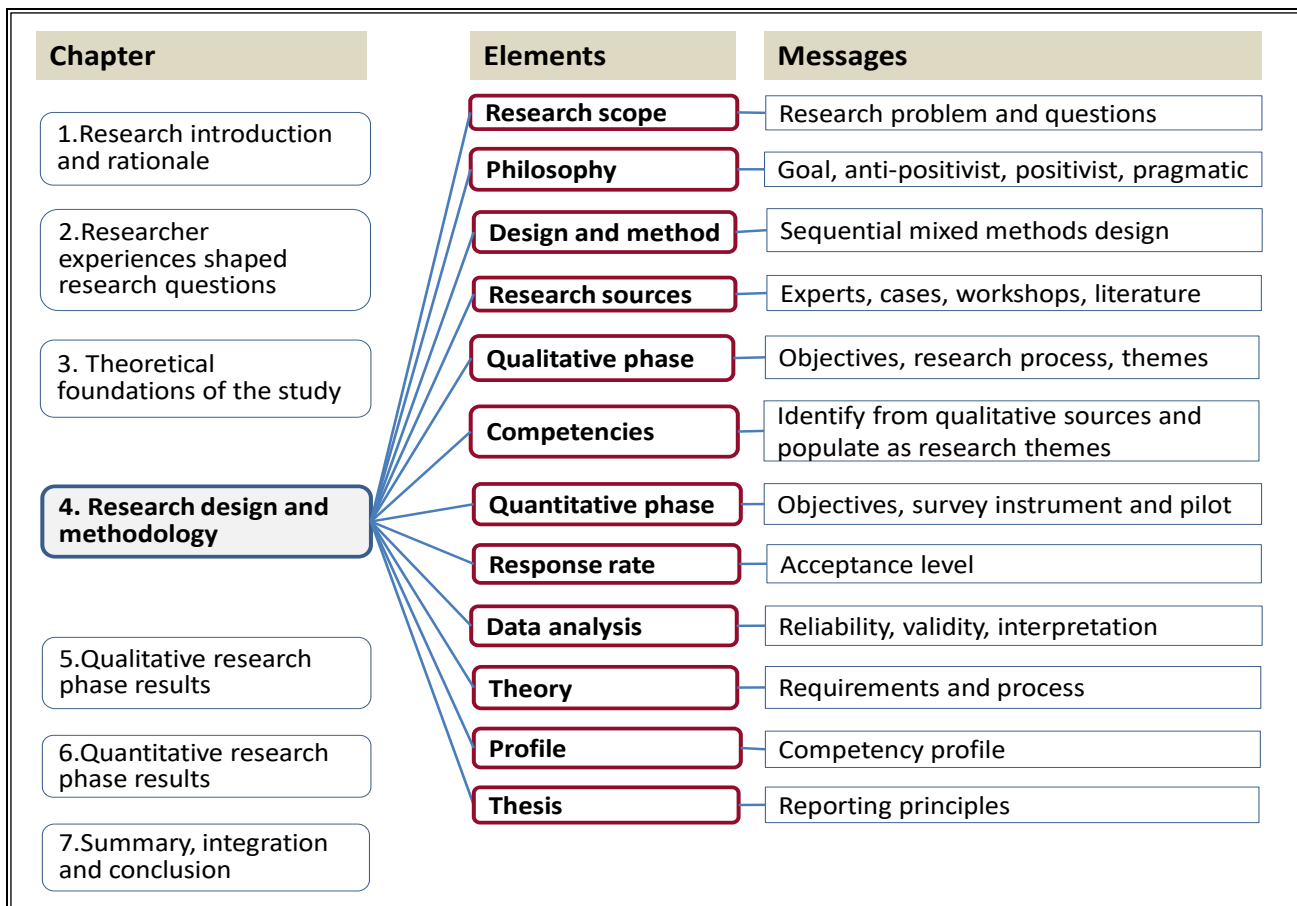 Chapter
Elements
Messages
1.Research introduction
and rationale
2.Researcher
experiences shaped
research questions
3. Theoretical
foundations of the study
4. Research design and
methodology
5.Qualitative research
phase results
6.Quantitative research
phase results
7.Summary, integration
and conclusion
Research scope
Research problem and questions
Philosophy
Goal, anti-positivist, positivist, pragmatic
Design and method
Sequential mixed methods design
Research sources
Experts, cases, workshops, literature
Qualitative phase
Objectives, research process, themes
Competencies
Identify from qualitative sources and
populate as research themes
Quantitative phase
Objectives, survey instrument and pilot
Response rate
Acceptance level
Data analysis
Reliability, validity, interpretation
Theory
Requirements and process
Profile
Competency profile
Thesis
Reporting principles